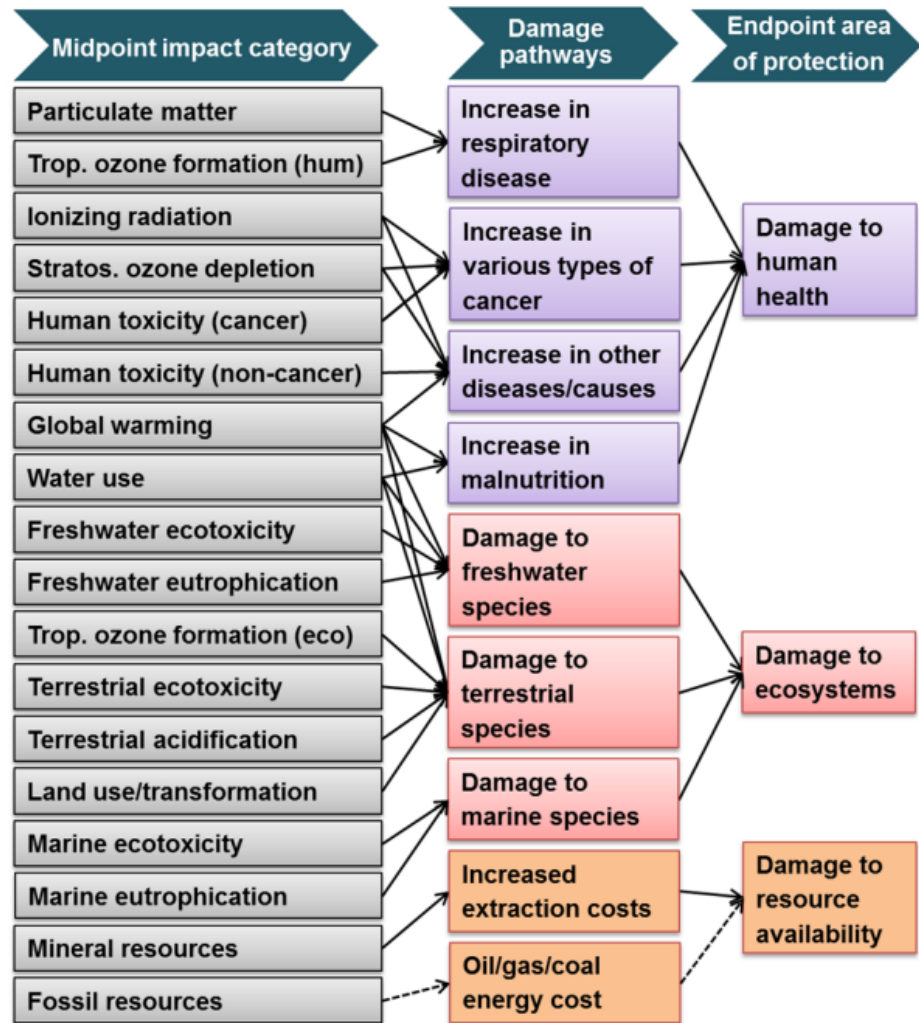 Midpoint impact category
Damage
pathways
Endpoint area
of protection
Particulate matter
Trop. ozone formation (hum)
Ionizing radiation
Stratos. ozone depletion
Human toxicity (cancer)
Human toxicity (non-cancer)
Global warming
Water use
Freshwater ecotoxicity
Freshwater eutrophication
Trop. ozone formation (eco)
Terrestrial ecotoxicity
Terrestrial acidification
Land use/transformation
Marine ecotoxicity
Marine eutrophication
Mineral resources
Fossil resources
Increase in
respiratory
disease
Increase in
various types of
cancer
Increase in other
diseases/causes
Increase in
malnutrition
Damage to
freshwater
species
Damage to
terrestrial
species
Damage to
marine species
Increased
extraction costs
Oil/gas/coal
energy cost
Damage to
human
health
Damage to
ecosystems
Damage to
resource
availability